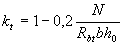 k_t = 1 − 0,2 N / (R_bt b h_0)